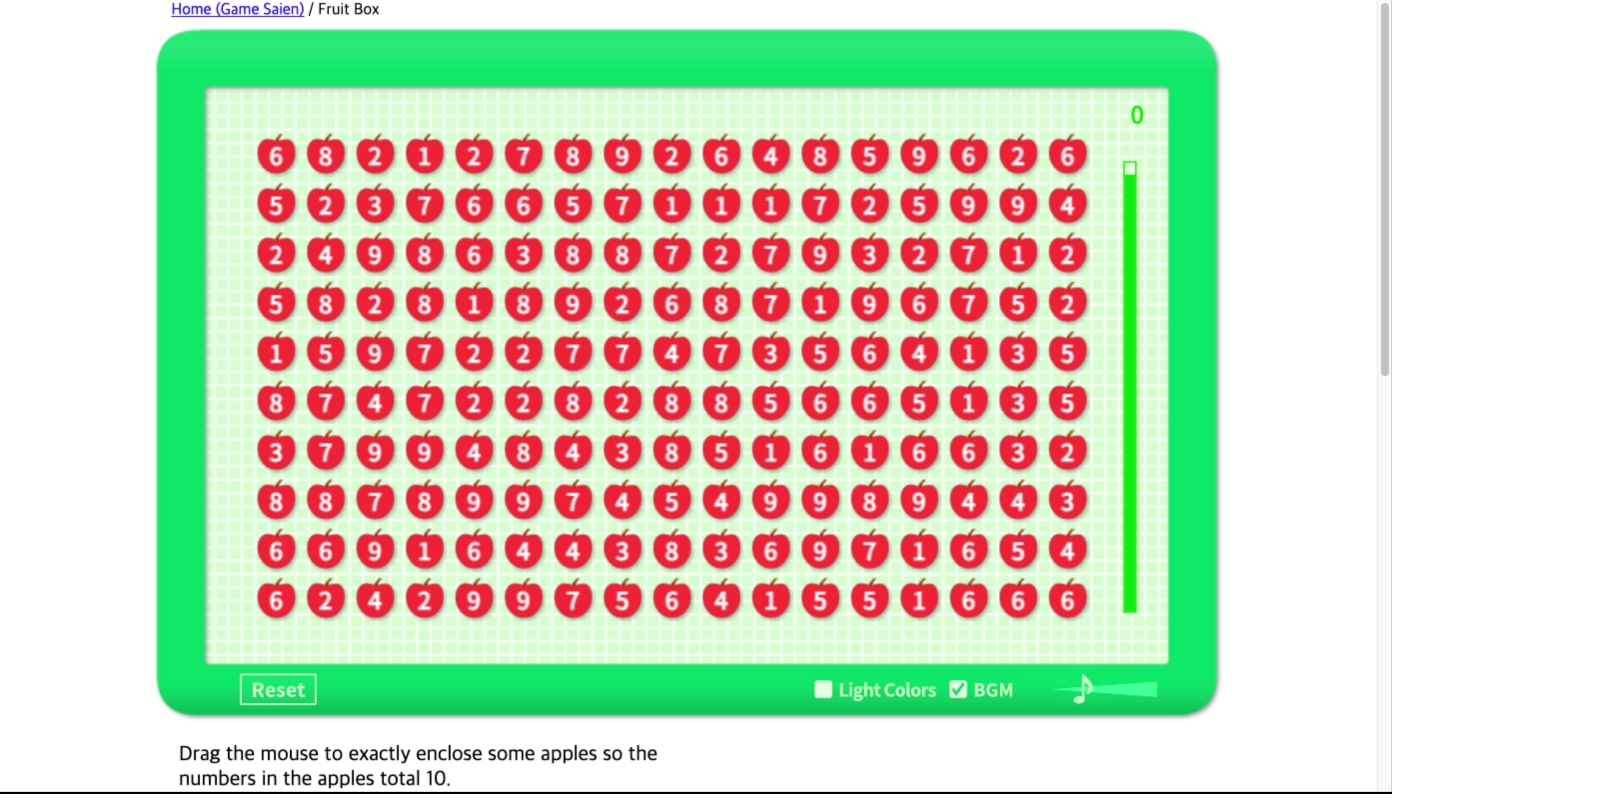 Home (Game Saien) / Fruit Box
0
6 8 2 1 2 7 8 9 2 6 4 8 5 9 6 2 6
5 2 3 7 6 6 5 7 1 1 1 7 2 5 9 9 4
2 4 9 8 6 3 8 8 7 2 7 9 3 2 7 1 2
5 8 2 8 1 8 9 2 6 8 7 1 9 6 7 5 2
1 5 9 7 2 2 7 7 4 7 3 5 6 4 1 3 5
8 7 4 7 2 2 8 2 8 8 5 6 6 5 1 3 5
3 7 9 9 4 8 4 3 8 5 1 6 1 6 6 3 2
8 8 7 8 9 9 7 4 5 4 9 9 8 9 4 4 3
6 6 9 1 6 4 4 3 8 3 6 9 7 1 6 5 4
6 2 4 2 9 9 7 5 6 4 1 5 5 1 6 6 6
Reset Light Colors BGM
Drag the mouse to exactly enclose some apples so the
numbers in the apples total 10.